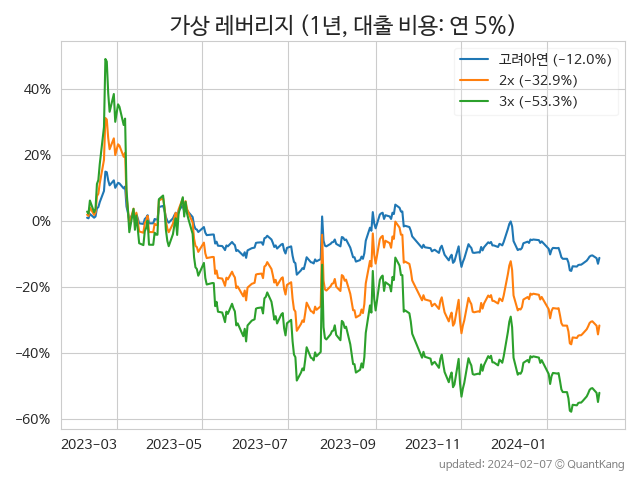 가상 레버리지 (1년, 대출 비용: 연 5%)
고려아연 (-12.0%)
2x (-32.9%)
3x (-53.3%)
40%
20%
0%
-20%
-40%
-60%
2023-03 2023-05 2023-07 2023-09 2023-11 2024-01
updated: 2024-02-07 © QuantKang